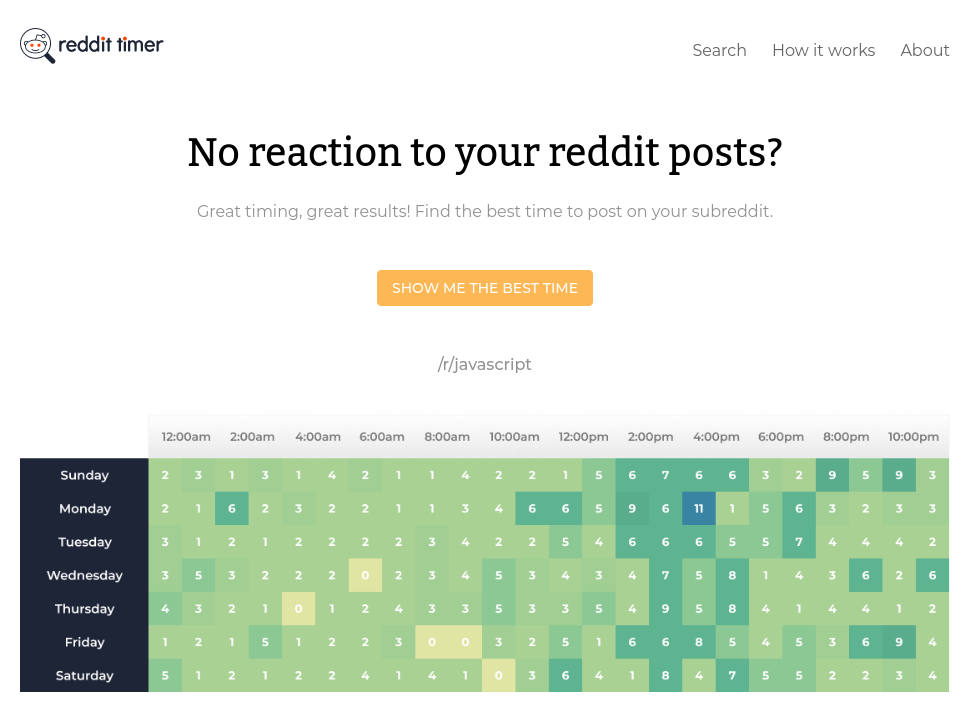 reddit timer
Search How it works About
No reaction to your reddit posts?
Great timing, great results! Find the best time to post on your subreddit.
SHOW ME THE BEST TIME
/r/javascript
12:00am 2:00am 4:00am 6:00am 8:00am 10:00am 12:00pm 2:00pm 4:00pm 6:00pm 8:00pm 10:00pm
Sunday 2 3 1 3 1 4 2 1 1 4 2 2 1 5 6 7 6 6 3 2 9 5 9 3
Monday 2 1 6 2 3 2 2 1 1 3 4 6 6 5 9 6 11 1 5 6 3 2 3 3
Tuesday 3 1 2 1 2 2 2 2 3 4 2 2 5 4 6 6 6 5 5 7 4 4 4 2
Wednesday 3 5 3 2 2 2 0 2 3 4 5 3 4 3 4 7 5 8 1 4 3 6 2 6
Thursday 4 3 2 1 0 1 2 4 3 3 5 3 3 5 4 9 5 8 4 1 4 4 1 2
Friday 1 2 1 5 1 2 2 3 0 0 3 2 5 1 6 6 8 5 4 5 3 6 9 4
Saturday 5 1 2 1 2 2 4 1 4 1 0 3 6 4 1 8 4 7 5 5 2 2 3 4